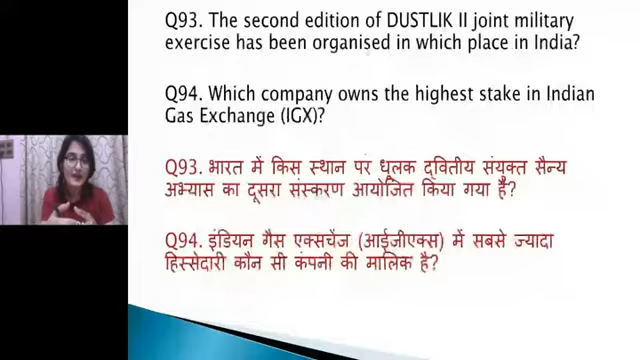 Q93. The second edition of DUSTLIK II joint military
exercise has been organised in which place in India?
Q94. Which company owns the highest stake in Indian
Gas Exchange (IGX)?
Q93. भारत में किस स्थान पर धूलक द्वितीय संयुक्त सैन्य
अभ्यास का दूसरा संस्करण आयोजित किया गया है?
Q94. इंडियन गैस एक्सचेंज (आईजीएक्स) में सबसे ज्यादा
हिस्सेदारी कौन सी कंपनी की मालिक है?